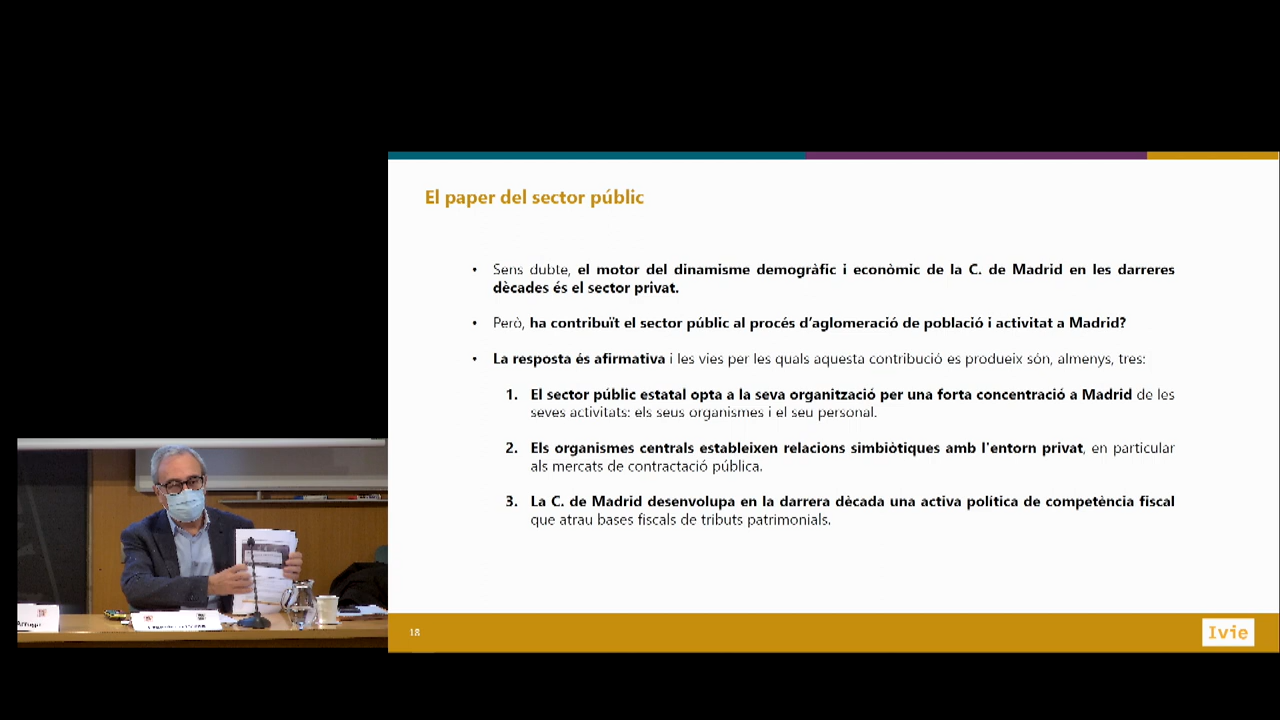 El paper del sector públic
• Sens dubte, el motor del dinamisme demogràfic i econòmic de la C. de Madrid en les darreres
dècades és el sector privat.
• Però, ha contribuït el sector públic al procés d'aglomeració de població i activitat a Madrid?
• La resposta és afirmativa i les vies per les quals aquesta contribució es produeix són, almenys, tres:
1. El sector públic estatal opta a la seva organització per una forta concentració a Madrid de les
seves activitats: els seus organismes i el seu personal.
2. Els organismes centrals estableixen relacions simbiòtiques amb l'entorn privat, en particular
als mercats de contractació pública.
3. La C. de Madrid desenvolupa en la darrera dècada una activa política de competència fiscal
que atrau bases fiscals de tributs patrimonials.
18
Ivie